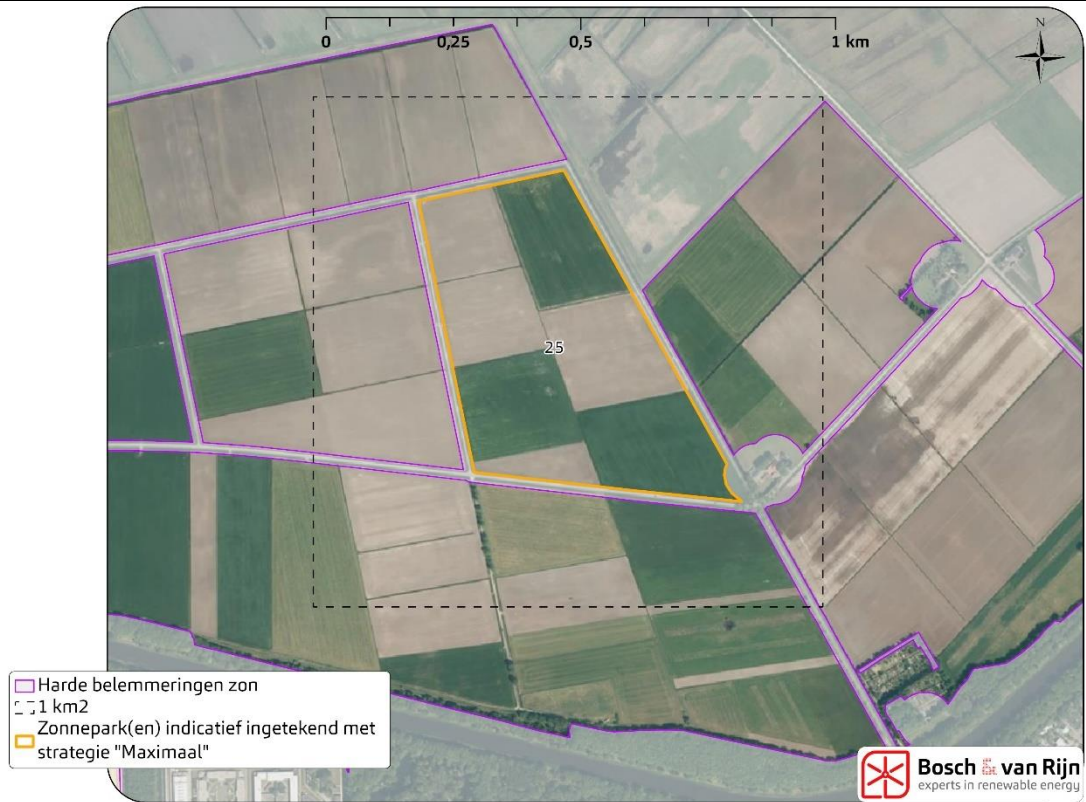 N
0 0,25 0,5 1 km
25
Harde belemmeringen zon
1 km2
Zonnepark(en) indicatief ingetekend met
strategie "Maximaal"
Bosch & van Rijn
experts in renewable energy